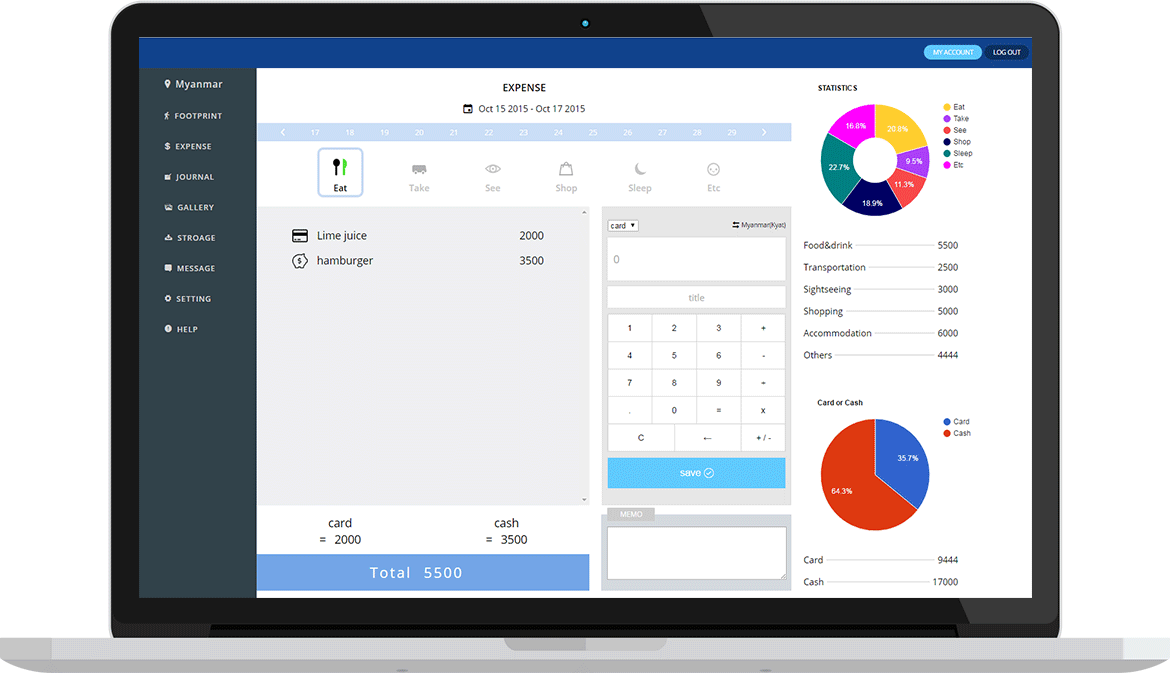 MY ACCOUNT
LOG OUT
Myanmar
FOOTPRINT
$ EXPENSE
JOURNAL
GALLERY
STROAGE
MESSAGE
SETTING
HELP
EXPENSE
Oct 15 2015 - Oct 17 2015
< 17 18 19 20 21 22 23 24 25 26 27 28 29 >
Eat
Take
See
Shop
Sleep
Etc
Lime juice 2000
$ hamburger 3500
card = 2000
cash = 3500
Total 5500
card ▼
Myanmar(Kyat)
0
title
1 2 3 +
4 5 6 -
7 8 9 ÷
. 0 = x
C ← + / -
save
MEMO
STATISTICS
20.8%
9.5%
11.3%
18.9%
22.7%
16.8%
Eat
Take
See
Shop
Sleep
Etc
Food&drink 5500
Transportation 2500
Sightseeing 3000
Shopping 5000
Accommodation 6000
Others 4444
Card or Cash
35.7%
64.3%
Card
Cash
Card 9444
Cash 17000